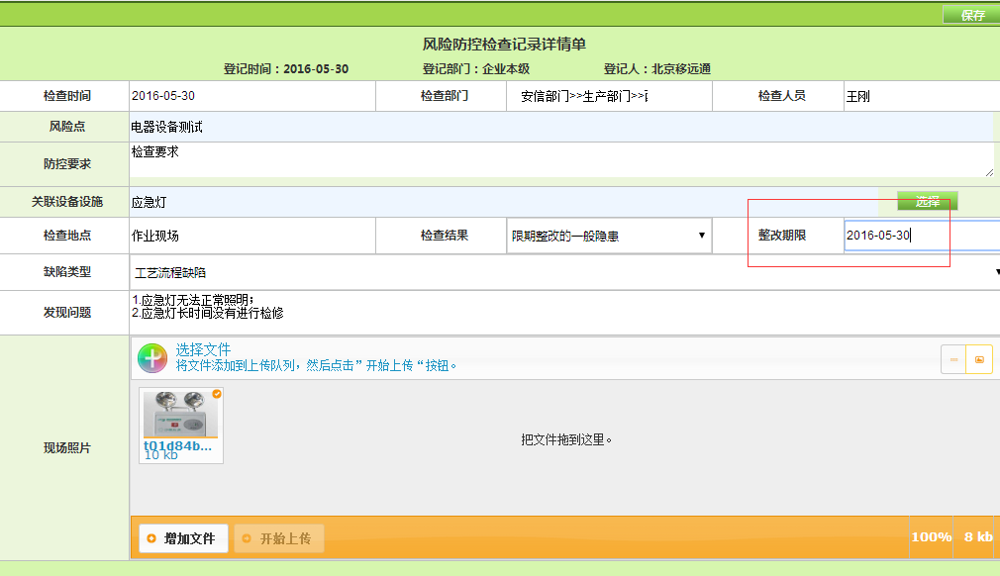 保存
风险防控检查记录详情单
登记时间：2016-05-30 登记部门：企业本级 登记人：北京移远通
检查时间 2016-05-30 检查部门 安信部门>>生产部门>> 检查人员 王刚
风险点 电器设备测试
防控要求 检查要求
关联设备设施 应急灯 选择
检查地点 作业现场 检查结果 限期整改的一般隐患 整改期限 2016-05-30
缺陷类型 工艺流程缺陷
发现问题 1.应急灯无法正常照明；
2.应急灯长时间没有进行检修
现场照片
选择文件
将文件添加到上传队列，然后点击”开始上传“按钮。
t01d84b...
10 kb
把文件拖到这里。
增加文件 开始上传 100% 8 kb